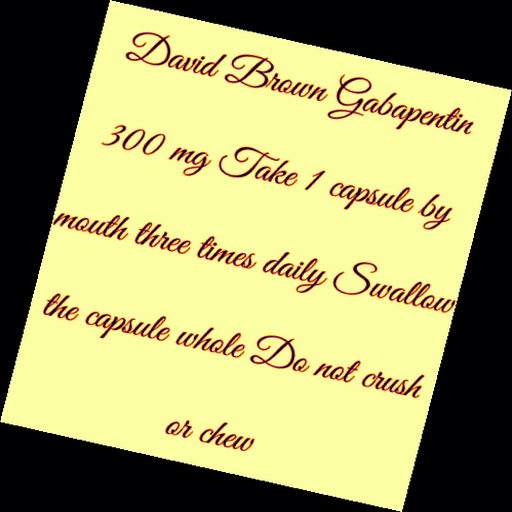 David Brown Gabapentin
300 mg Take 1 capsule by
mouth three times daily Swallow
the capsule whole Do not crush
or chew